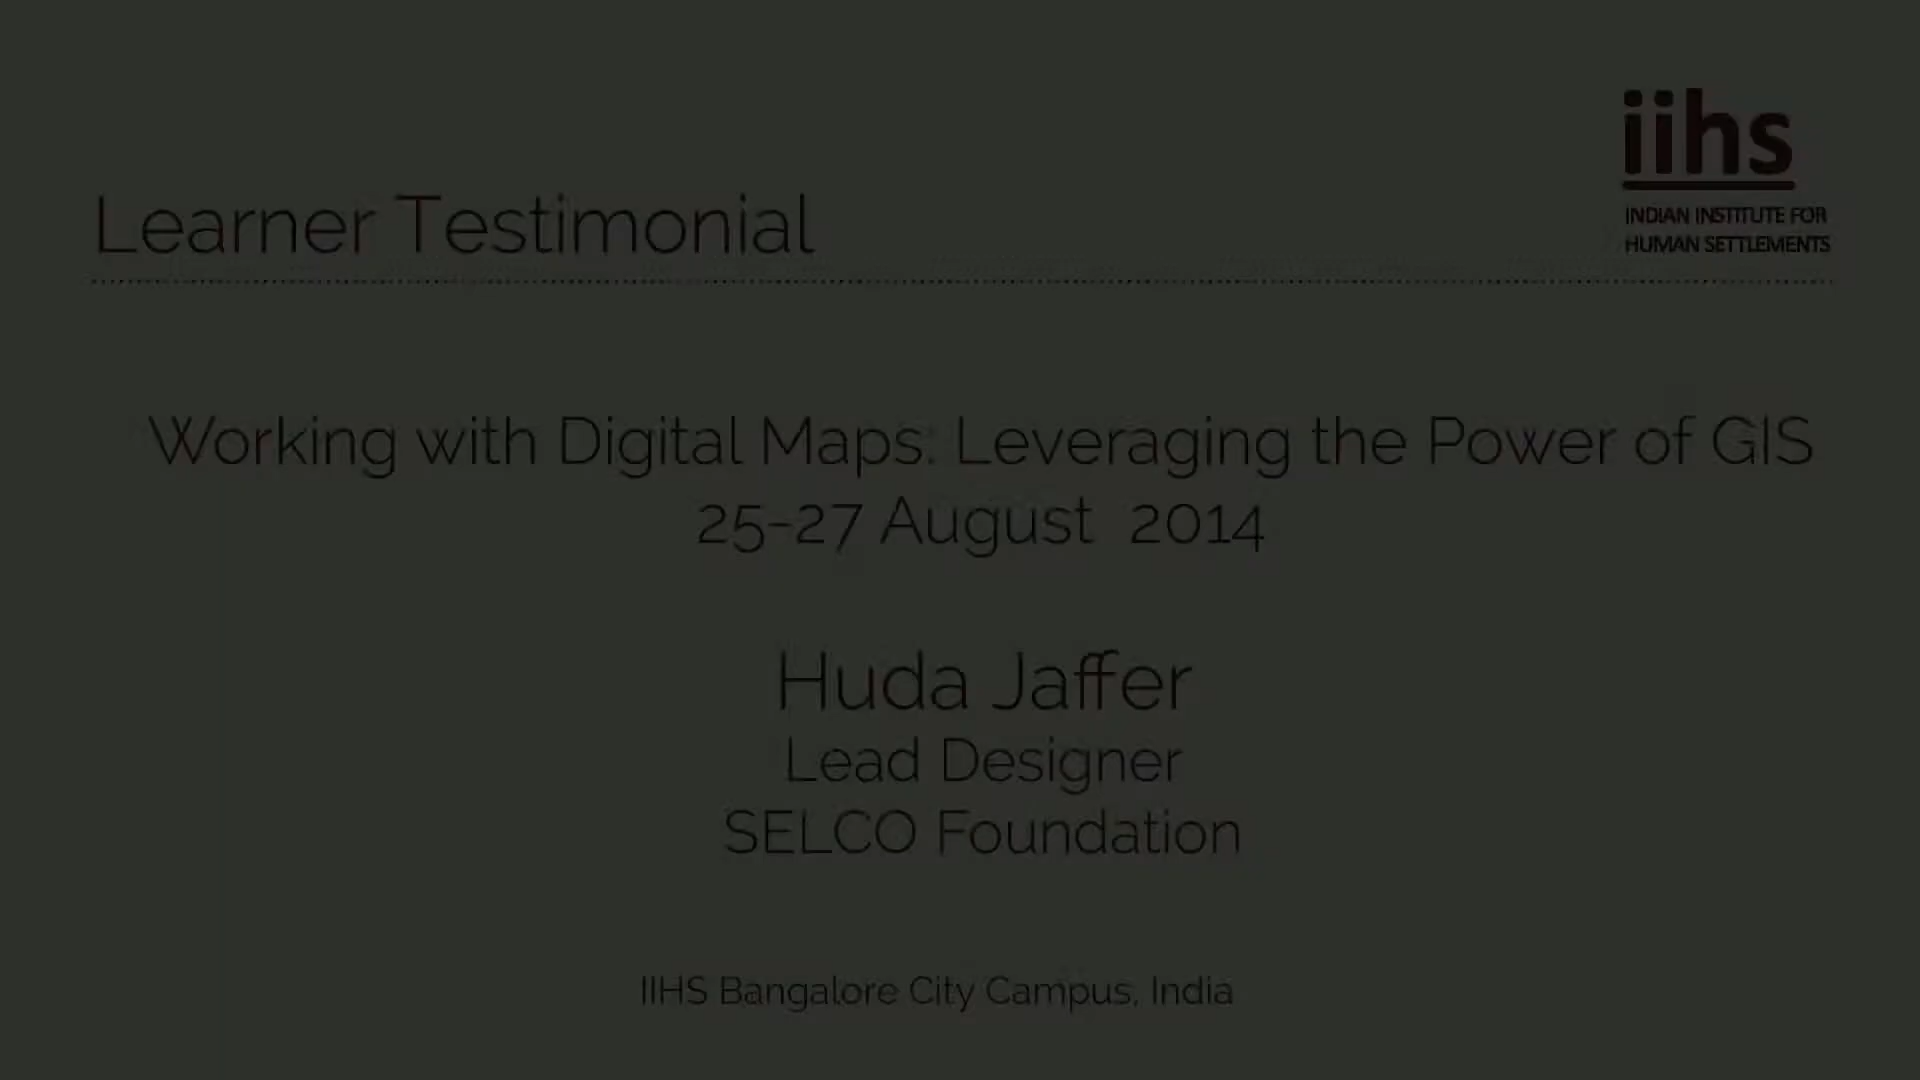 iihs
INDIAN INSTITUTE FOR
HUMAN SETTLEMENTS
Learner Testimonial
Working with Digital Maps: Leveraging the Power of GIS
25-27 August 2014
Huda Jaffer
Lead Designer
SELCO Foundation
IIHS Bangalore City Campus, India